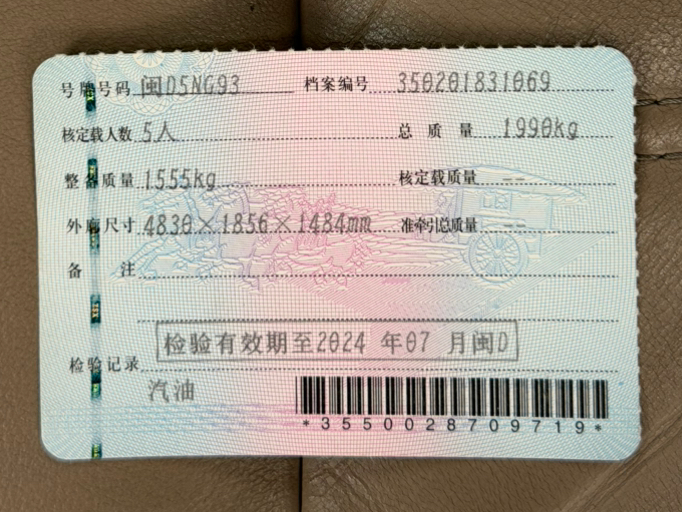 号牌号码 闽D5NG93 档案编号 350201831069
核定载人数 5人 总质量 1990kg
整备质量 1555kg 核定载质量 --
外廓尺寸 4830×1856×1484mm 准牵引总质量 --
备注
检验有效期至2024 年07 月闽D
检验记录
汽油
*3550028709719*